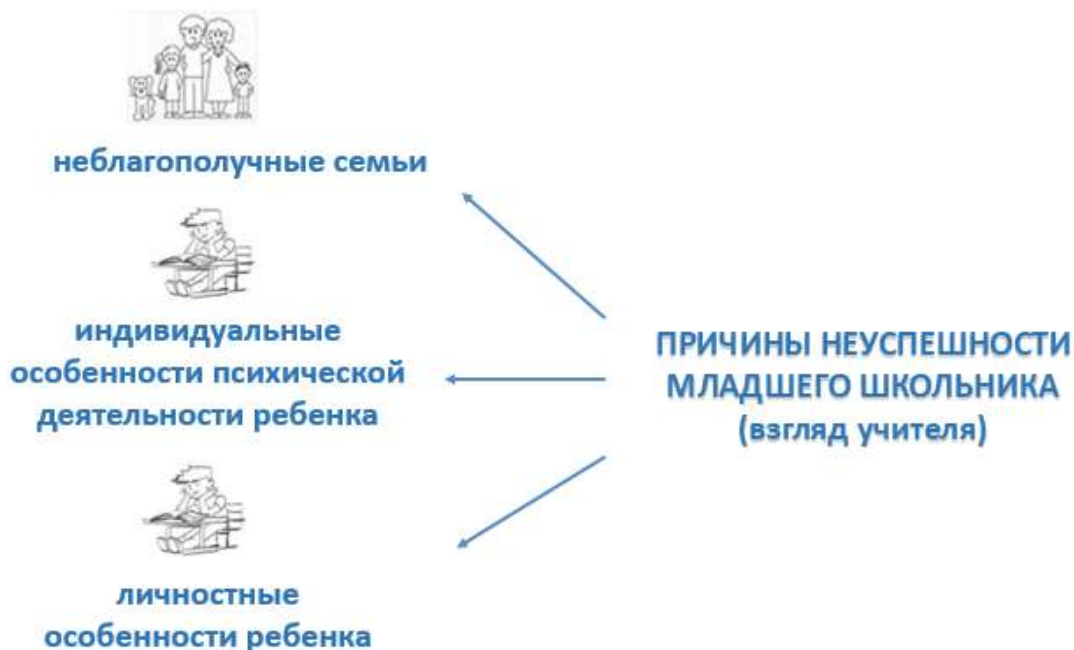 неблагополучные семьи
индивидуальные
особенности психической
деятельности ребенка
личностные
особенности ребенка
ПРИЧИНЫ НЕУСПЕШНОСТИ
МЛАДШЕГО ШКОЛЬНИКА
(взгляд учителя)